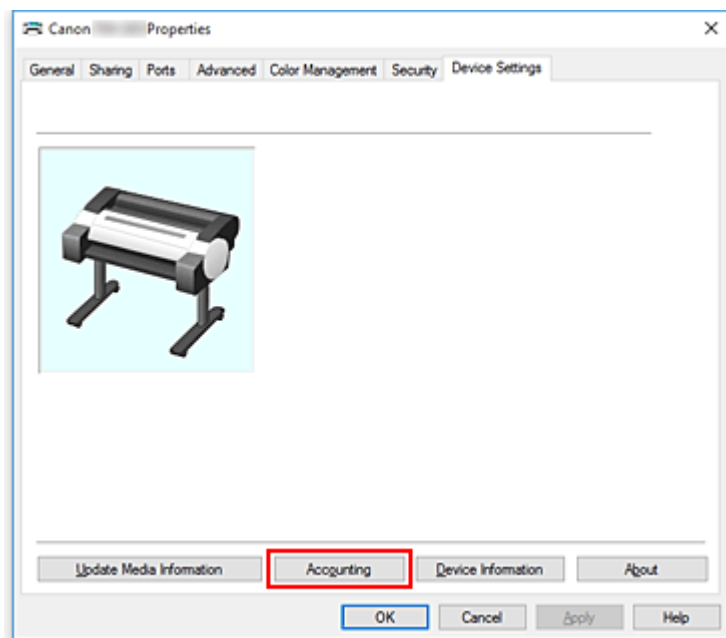 Canon Properties
General Sharing Ports Advanced Color Management Security Device Settings
Update Media Information Accounting Device Information About
OK Cancel Apply Help